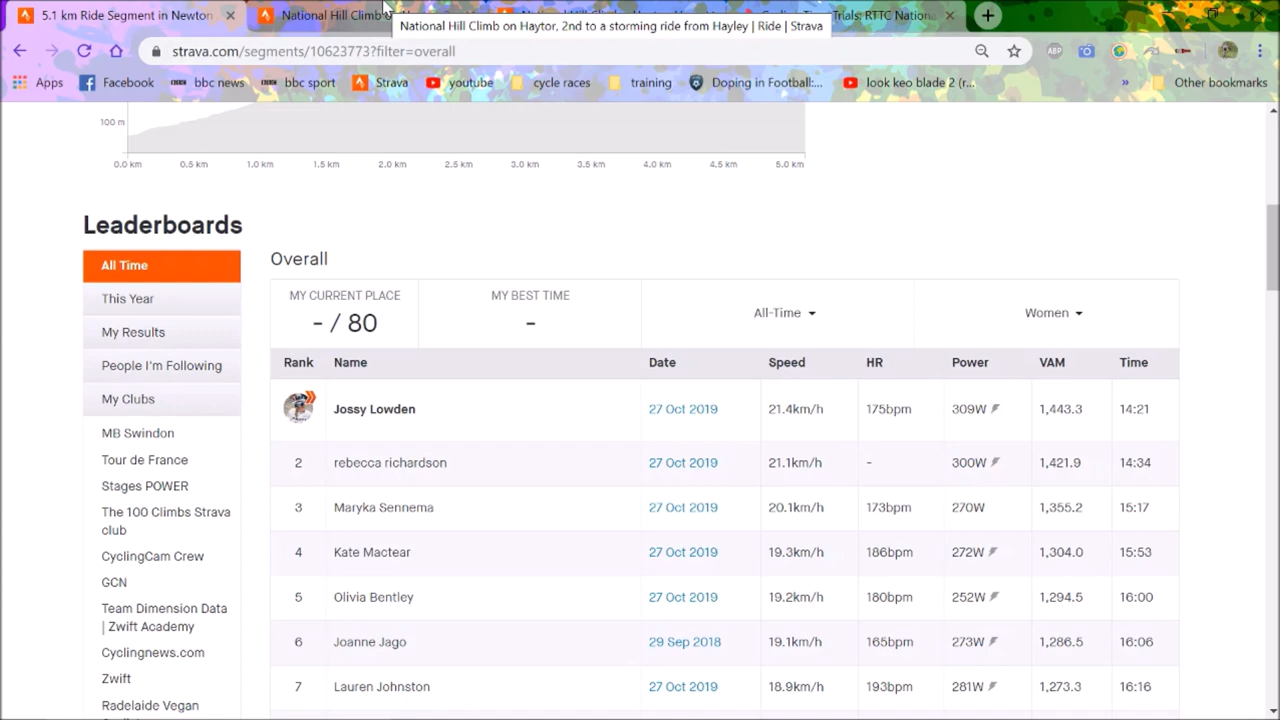 5.1 km Ride Segment in Newton
National Hill Climb
Time Trials: RTTC Nationa
National Hill Climb on Haytor, 2nd to a storming ride from Hayley | Ride | Strava
strava.com/segments/10623773?filter=overall
ABP
Apps Facebook BBC bbc news BBC bbc sport Strava youtube cycle races training Doping in Football:... look keo blade 2 (r... » Other bookmarks
100 m
0.0 km 0.5 km 1.0 km 1.5 km 2.0 km 2.5 km 3.0 km 3.5 km 4.0 km 4.5 km 5.0 km
Leaderboards
All Time
This Year
My Results
People I'm Following
My Clubs
MB Swindon
Tour de France
Stages POWER
The 100 Climbs Strava
club
CyclingCam Crew
GCN
Team Dimension Data
| Zwift Academy
Cyclingnews.com
Zwift
Radelaide Vegan
Overall
MY CURRENT PLACE MY BEST TIME
- / 80 - All-Time Women
Rank Name Date Speed HR Power VAM Time
Jossy Lowden 27 Oct 2019 21.4km/h 175bpm 309W 1,443.3 14:21
2 rebecca richardson 27 Oct 2019 21.1km/h - 300W 1,421.9 14:34
3 Maryka Sennema 27 Oct 2019 20.1km/h 173bpm 270W 1,355.2 15:17
4 Kate Mactear 27 Oct 2019 19.3km/h 186bpm 272W 1,304.0 15:53
5 Olivia Bentley 27 Oct 2019 19.2km/h 180bpm 252W 1,294.5 16:00
6 Joanne Jago 29 Sep 2018 19.1km/h 165bpm 273W 1,286.5 16:06
7 Lauren Johnston 27 Oct 2019 18.9km/h 193bpm 281W 1,273.3 16:16